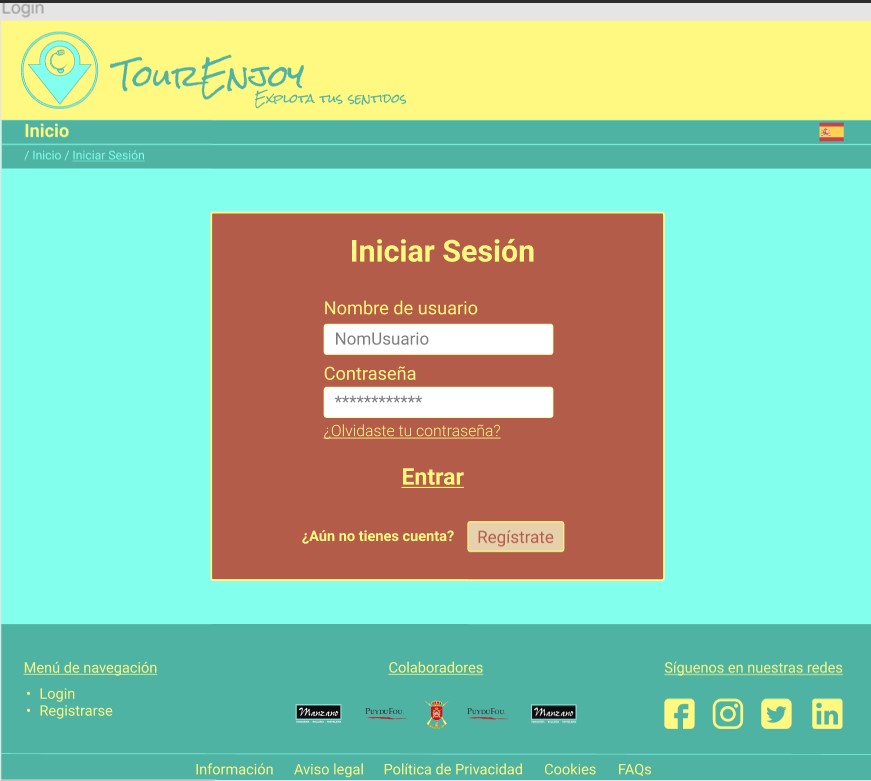 Login
TourEnjoy
Explota tus sentidos
Inicio
/ Inicio / Iniciar Sesión
Iniciar Sesión
Nombre de usuario
NomUsuario
Contraseña
************
¿Olvidaste tu contraseña?
Entrar
¿Aún no tienes cuenta? Regístrate
Menú de navegación
• Login
• Registrarse
Colaboradores
Manzano PUYDUFOU PUYDUFOU Manzano
Síguenos en nuestras redes
Información Aviso legal Política de Privacidad Cookies FAQs